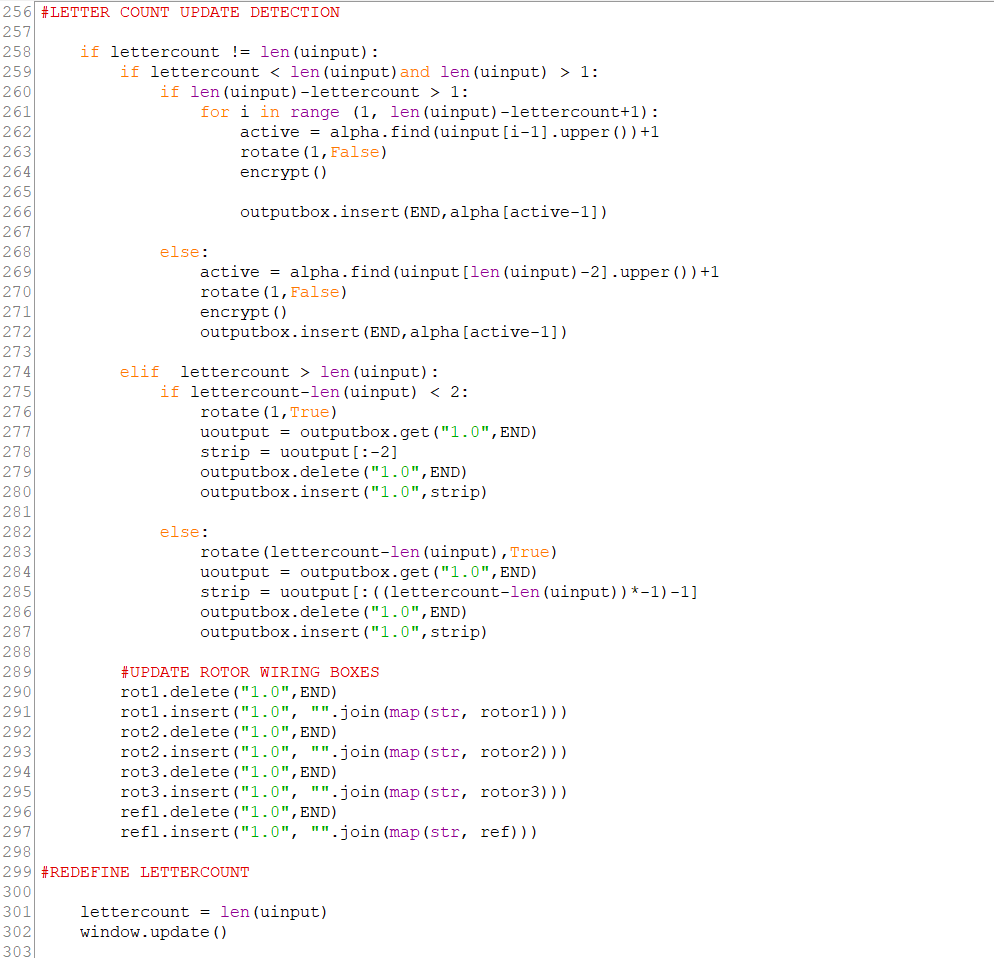 256 #LETTER COUNT UPDATE DETECTION
257
258     if lettercount != len(uinput):
259         if lettercount < len(uinput)and len(uinput) > 1:
260             if len(uinput)-lettercount > 1:
261                 for i in range (1, len(uinput)-lettercount+1):
262                     active = alpha.find(uinput[i-1].upper())+1
263                     rotate(1,False)
264                     encrypt()
265
266                     outputbox.insert(END,alpha[active-1])
267
268             else:
269                 active = alpha.find(uinput[len(uinput)-2].upper())+1
270                 rotate(1,False)
271                 encrypt()
272                 outputbox.insert(END,alpha[active-1])
273
274         elif  lettercount > len(uinput):
275             if lettercount-len(uinput) < 2:
276                 rotate(1,True)
277                 uoutput = outputbox.get("1.0",END)
278                 strip = uoutput[:-2]
279                 outputbox.delete("1.0",END)
280                 outputbox.insert("1.0",strip)
281
282             else:
283                 rotate(lettercount-len(uinput),True)
284                 uoutput = outputbox.get("1.0",END)
285                 strip = uoutput[:((lettercount-len(uinput))*-1)-1]
286                 outputbox.delete("1.0",END)
287                 outputbox.insert("1.0",strip)
288
289         #UPDATE ROTOR WIRING BOXES
290         rot1.delete("1.0",END)
291         rot1.insert("1.0", "".join(map(str, rotor1)))
292         rot2.delete("1.0",END)
293         rot2.insert("1.0", "".join(map(str, rotor2)))
294         rot3.delete("1.0",END)
295         rot3.insert("1.0", "".join(map(str, rotor3)))
296         refl.delete("1.0",END)
297         refl.insert("1.0", "".join(map(str, ref)))
298
299 #REDEFINE LETTERCOUNT
300
301     lettercount = len(uinput)
302     window.update()
303